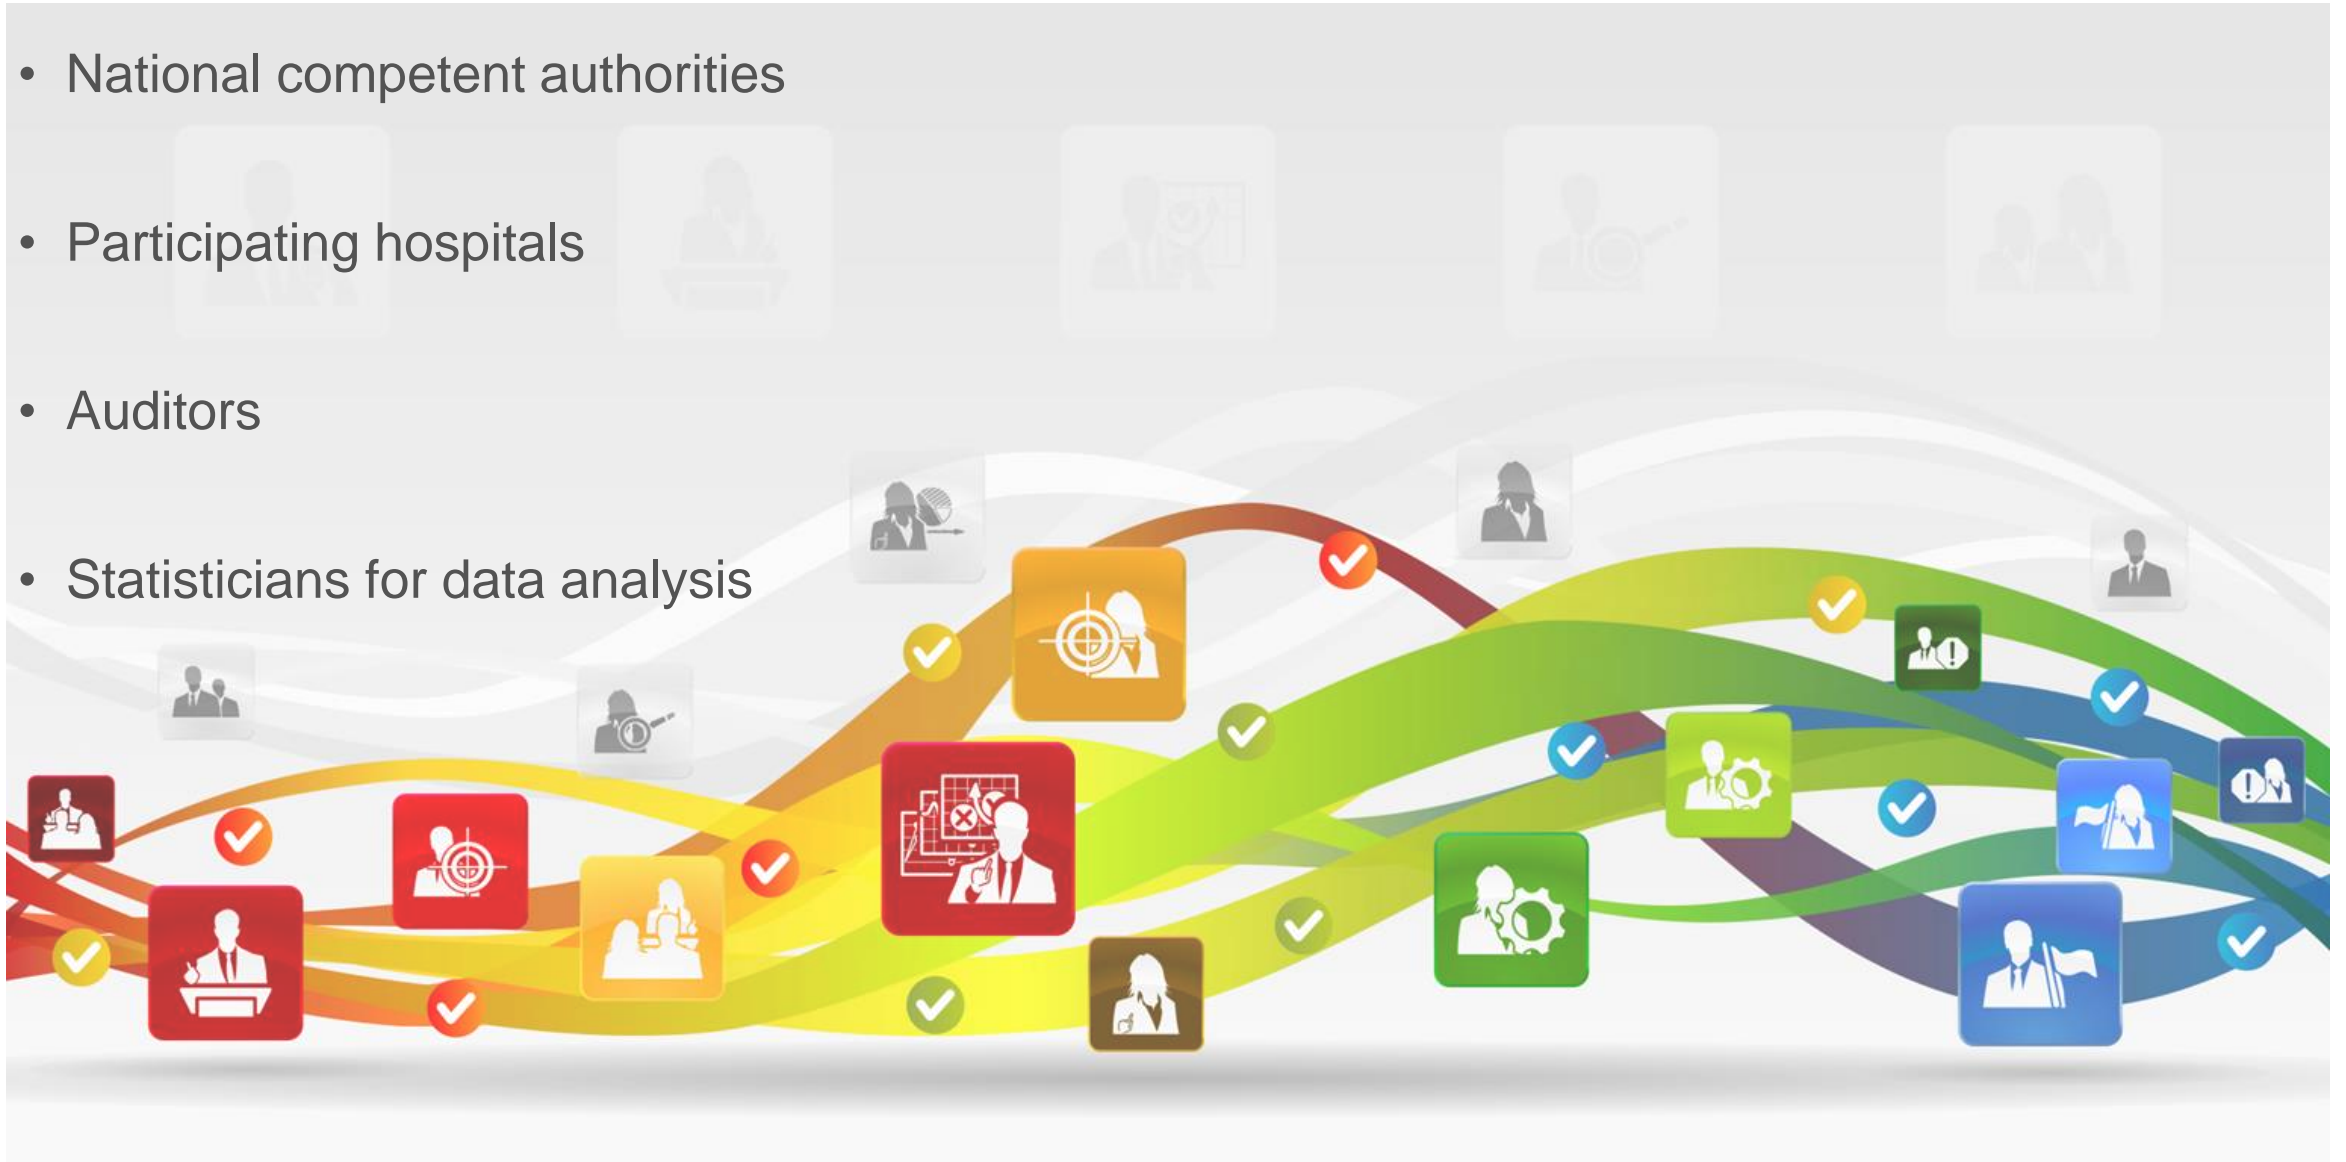 • National competent authorities
• Participating hospitals
• Auditors
• Statisticians for data analysis